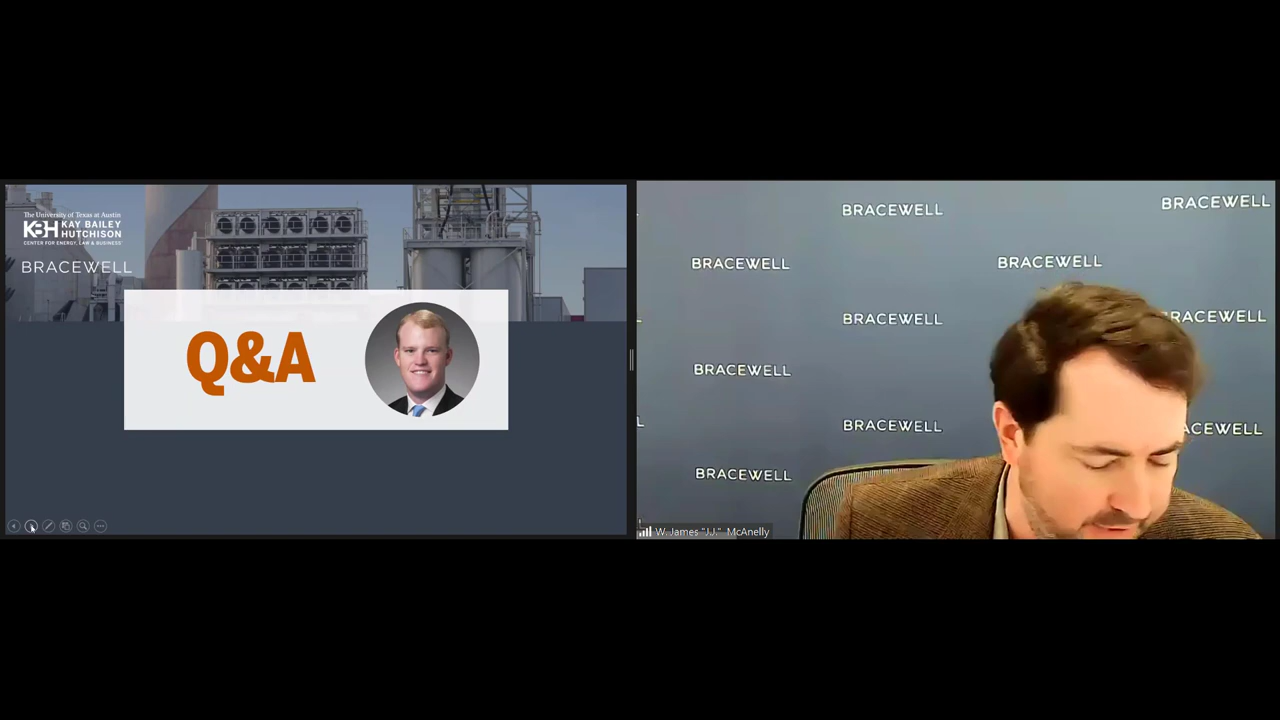 The University of Texas at Austin
KBH KAY BAILEY
HUTCHISON
CENTER FOR ENERGY, LAW & BUSINESS
BRACEWELL
Q&A
BRACEWELL
BRACEWELL
BRACEWELL
BRACEWELL
BRACEWELL
BRACEWELL
BRACEWELL
BRACEWELL
BRACEWELL
BRACEWELL
W. James "J.J." McAnelly